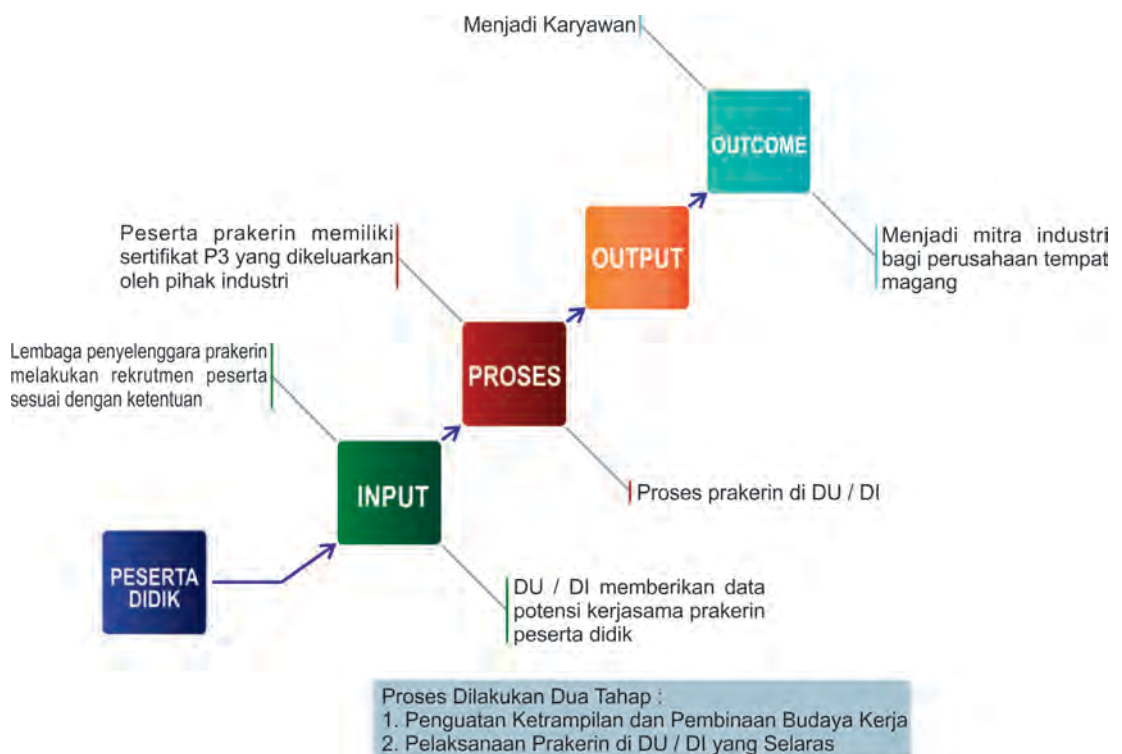 Menjadi Karyawan
OUTCOME
Peserta prakerin memiliki
sertifikat P3 yang dikeluarkan
oleh pihak industri
OUTPUT
Menjadi mitra industri
bagi perusahaan tempat
magang
Lembaga penyelenggara prakerin
melakukan rekrutmen peserta
sesuai dengan ketentuan
PROSES
INPUT
Proses prakerin di DU / DI
PESERTA
DIDIK
DU / DI memberikan data
potensi kerjasama prakerin
peserta didik
Proses Dilakukan Dua Tahap :
1. Penguatan Ketrampilan dan Pembinaan Budaya Kerja
2. Pelaksanaan Prakerin di DU / DI yang Selaras